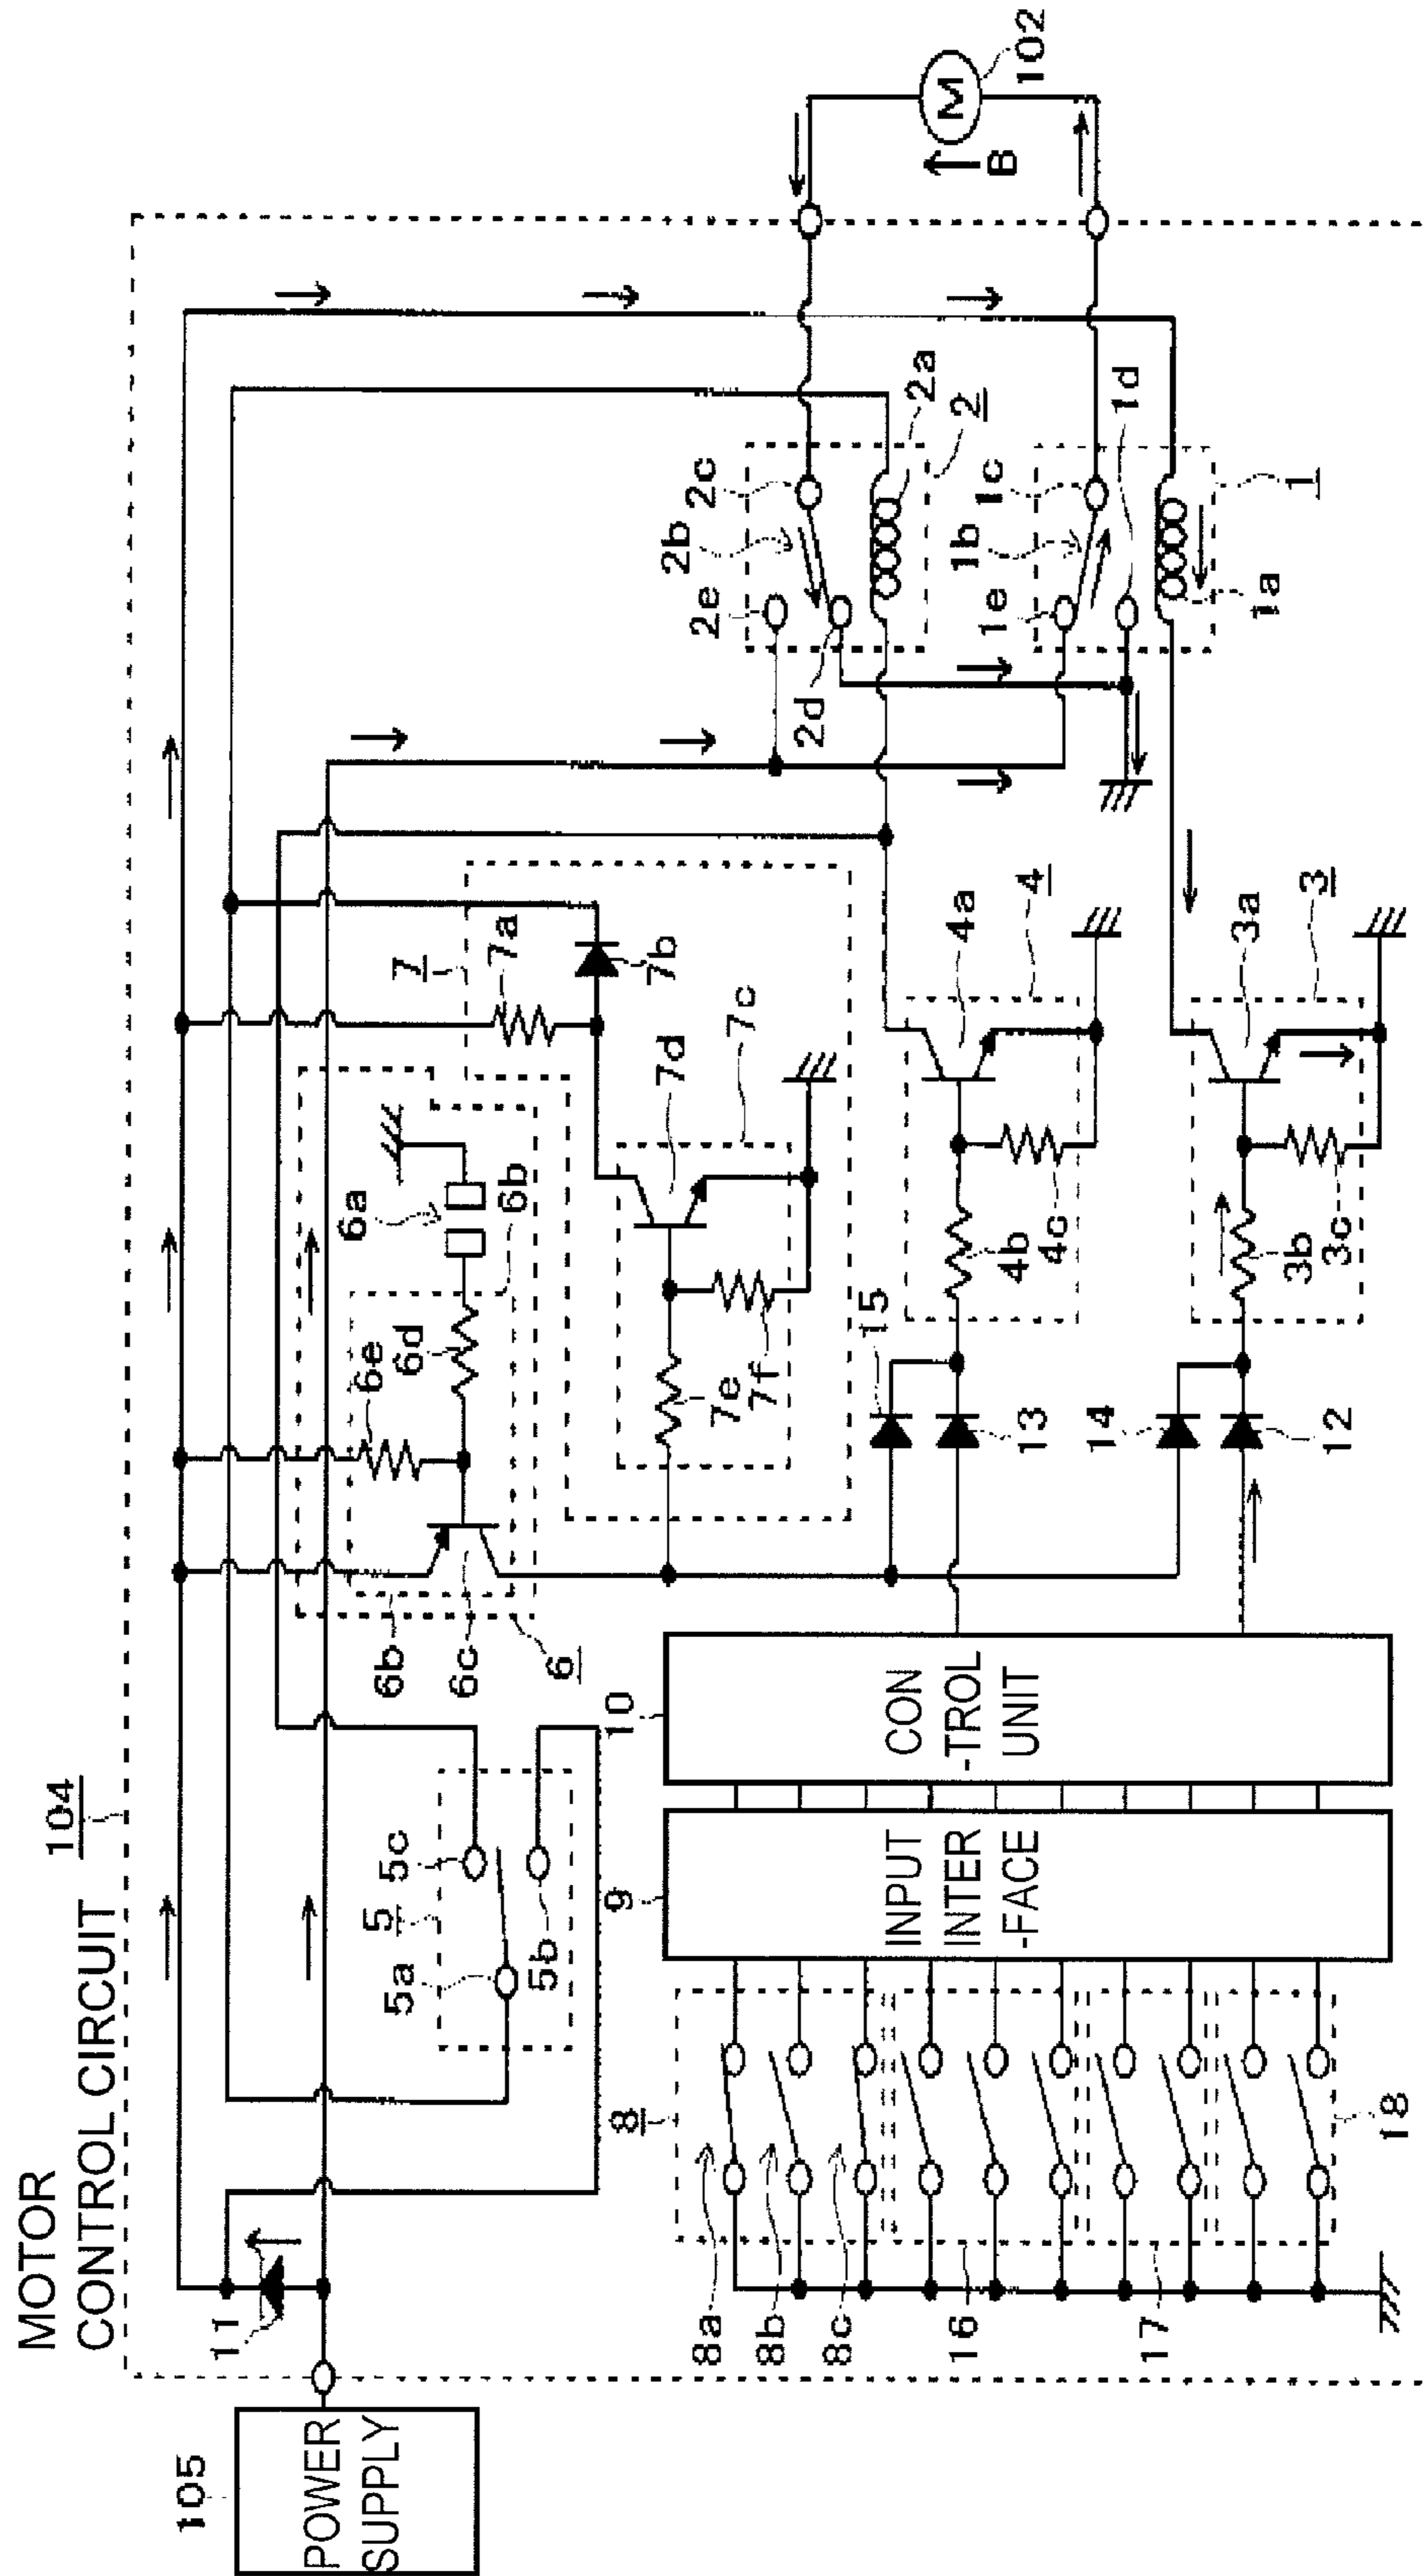 MOTOR
CONTROL CIRCUIT
104
105
POWER
SUPPLY
11
5
5a
5b
5c
6
6a
6b
6b
6c
6d
6e
7
7a
7b
7c
7d
7e
7f
8
8a
8b
8c
16
17
18
9
INPUT
INTER
-FACE
10
CON
-TROL
UNIT
15
13
14
12
4
4a
4b
4c
3
3a
3b
3c
2
2a
2b
2c
2d
2e
1
1a
1b
1c
1d
1e
M
B
102